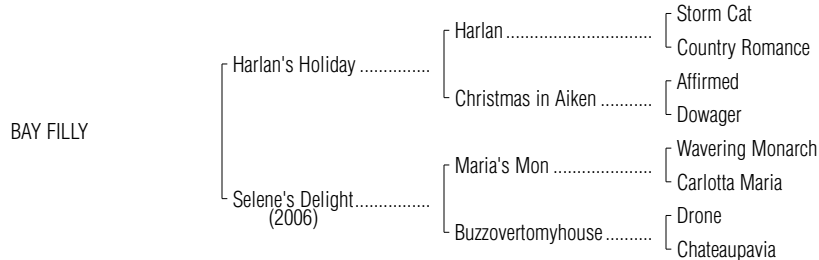 Storm Cat
Harlan ..............................
Country Romance
Harlan's Holiday ...............
Affirmed
Christmas in Aiken ...........
Dowager
BAY FILLY
Wavering Monarch
Maria's Mon ....................
Carlotta Maria
Selene's Delight................
(2006)
Drone
Buzzovertomyhouse ..........
Chateaupavia